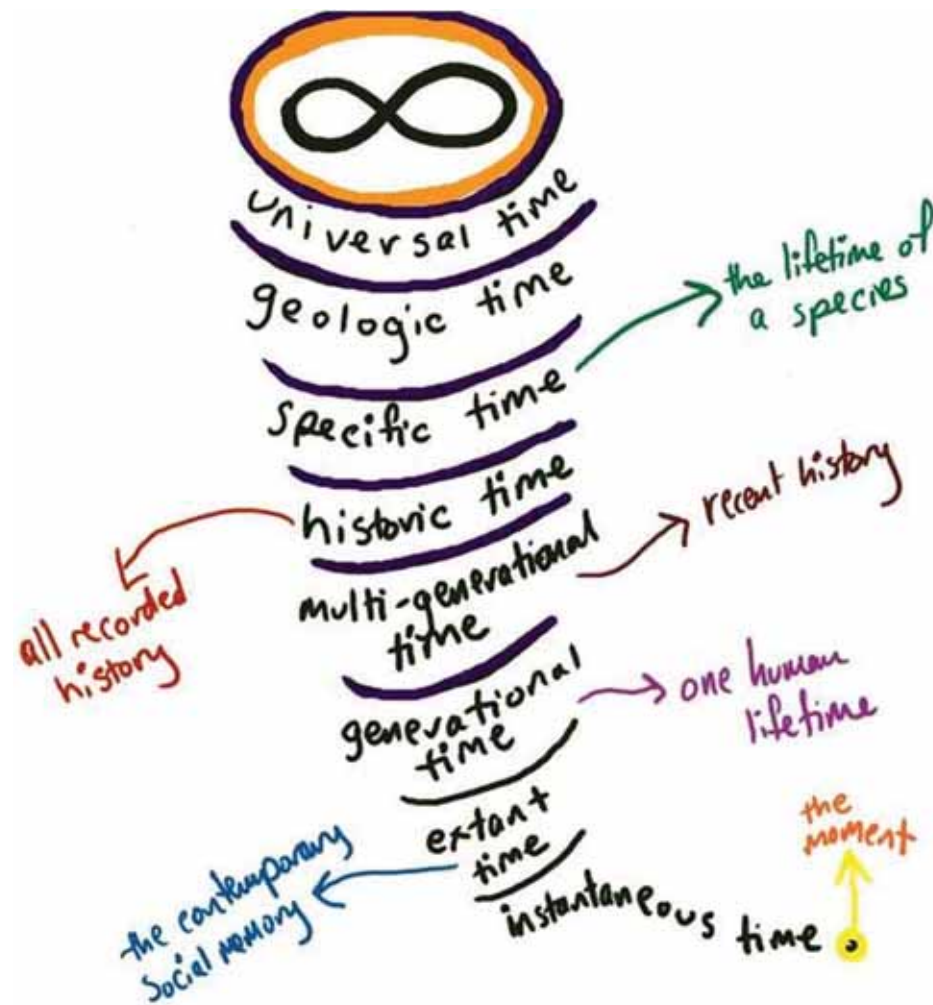 universal time
geologic time
the lifetime of
a species
specific time
historic time
all recorded
history
multi-generational
time
recent history
generational
time
one human
lifetime
extant
time
the contemporary
social memory
instantaneous time
the
moment